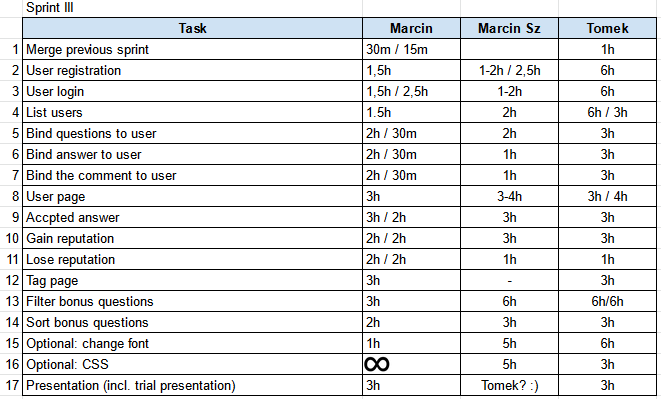 Sprint III
Task Marcin Marcin Sz Tomek
1 Merge previous sprint 30m / 15m 1h
2 User registration 1,5h 1-2h / 2,5h 6h
3 User login 1,5h / 2,5h 1-2h 6h
4 List users 1.5h 2h 6h / 3h
5 Bind questions to user 2h / 30m 2h 3h
6 Bind answer to user 2h / 30m 1h 3h
7 Bind the comment to user 2h / 30m 1h 3h
8 User page 3h 3-4h 3h / 4h
9 Accpted answer 3h / 2h 3h 3h
10 Gain reputation 2h / 2h 3h 3h
11 Lose reputation 2h / 2h 1h 1h
12 Tag page 3h - 3h
13 Filter bonus questions 3h 6h 6h/6h
14 Sort bonus questions 2h 3h 3h
15 Optional: change font 1h 5h 6h
16 Optional: CSS ∞ 5h 3h
17 Presentation (incl. trial presentation) 3h Tomek? :) 3h